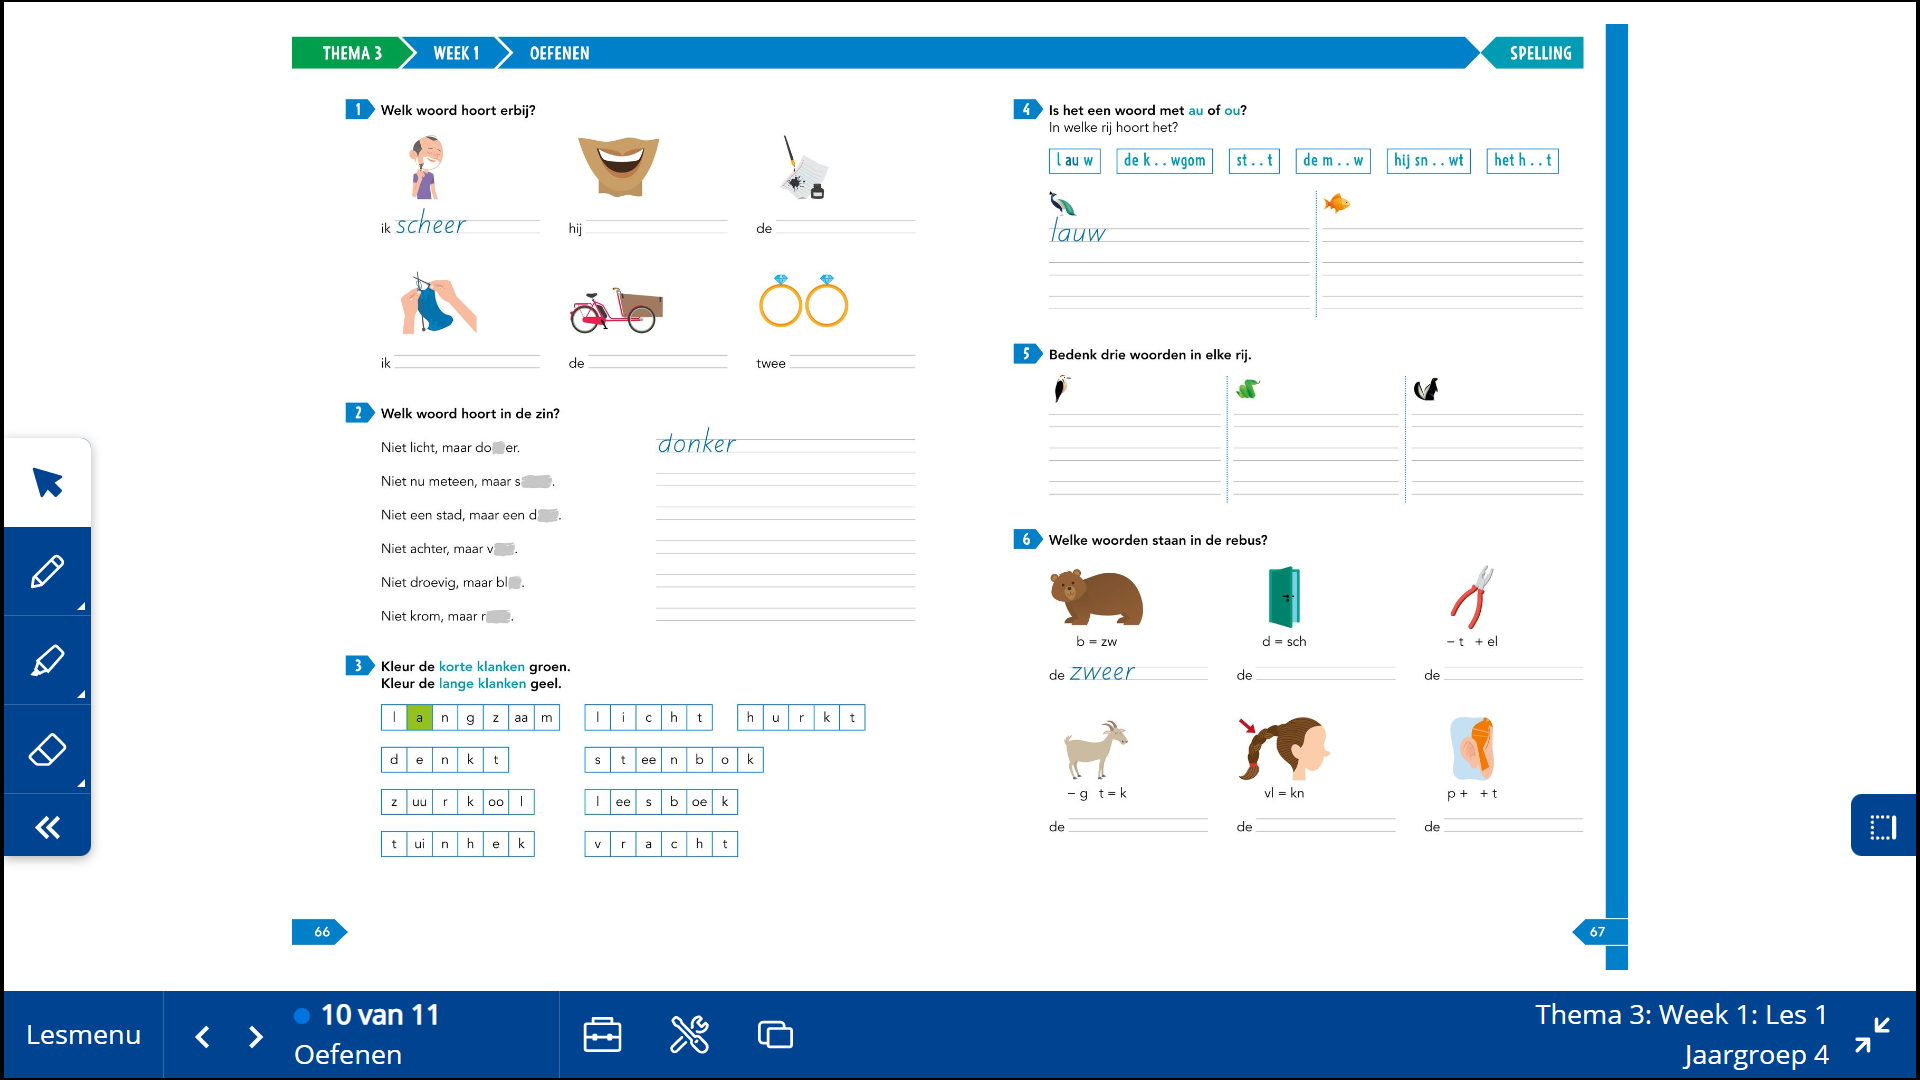 THEMA 3 WEEK 1 OEFENEN SPELLING
1 Welk woord hoort erbij?
ik scheer hij de
ik de twee
2 Welk woord hoort in de zin?
Niet licht, maar do er. donker
Niet nu meteen, maar s .
Niet een stad, maar een d .
Niet achter, maar v .
Niet droevig, maar bl .
Niet krom, maar r .
3 Kleur de korte klanken groen.
Kleur de lange klanken geel.
l a n g z aa m l i c h t h u r k t
d e n k t s t ee n b o k
z uu r k oo l l ee s b oe k
t ui n h e k v r a c h t
66
4 Is het een woord met au of ou?
In welke rij hoort het?
l au w de k . . wgom st . . t de m . . w hij sn . . wt het h . . t
lauw
5 Bedenk drie woorden in elke rij.
6 Welke woorden staan in de rebus?
b = zw d = sch – t + el
de zweer de de
– g t = k vl = kn p + + t
de de de
67
Lesmenu
10 van 11
Oefenen
Thema 3: Week 1: Les 1
Jaargroep 4